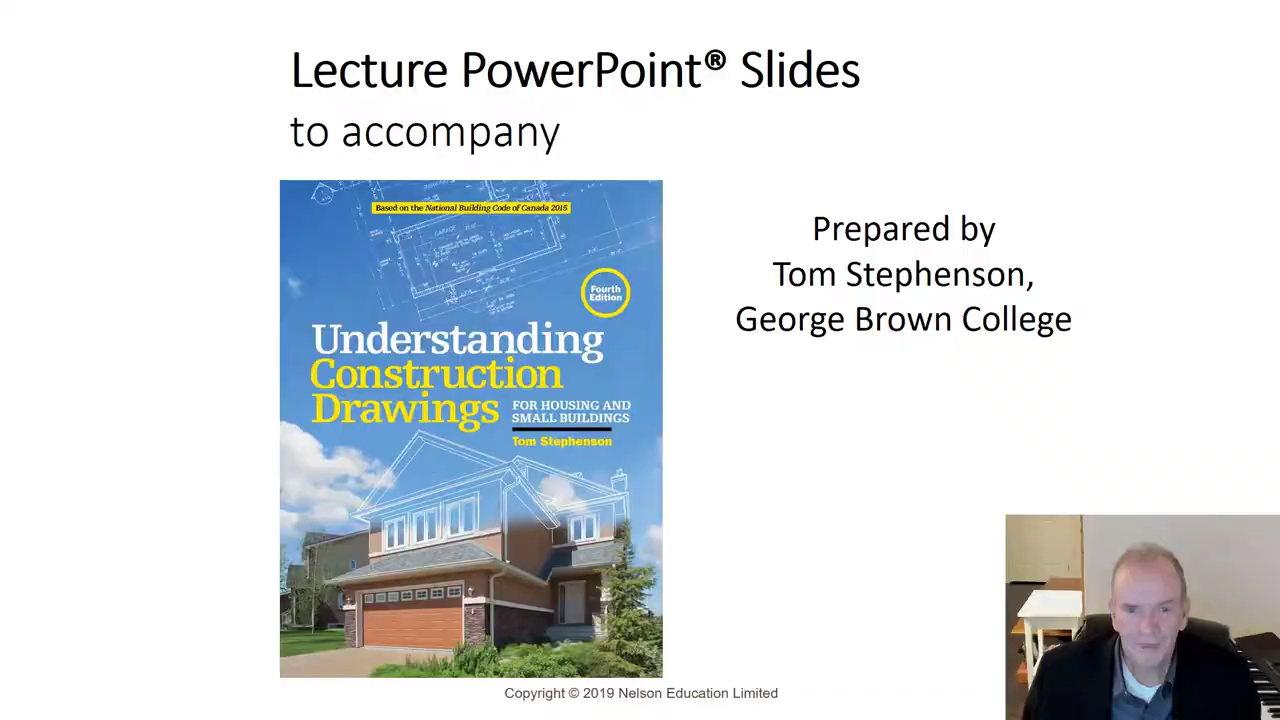 Lecture PowerPoint® Slides
to accompany
Based on the National Building Code of Canada 2015
Fourth
Edition
Understanding
Construction
Drawings
FOR HOUSING AND
SMALL BUILDINGS
Tom Stephenson
Prepared by
Tom Stephenson,
George Brown College
Copyright © 2019 Nelson Education Limited